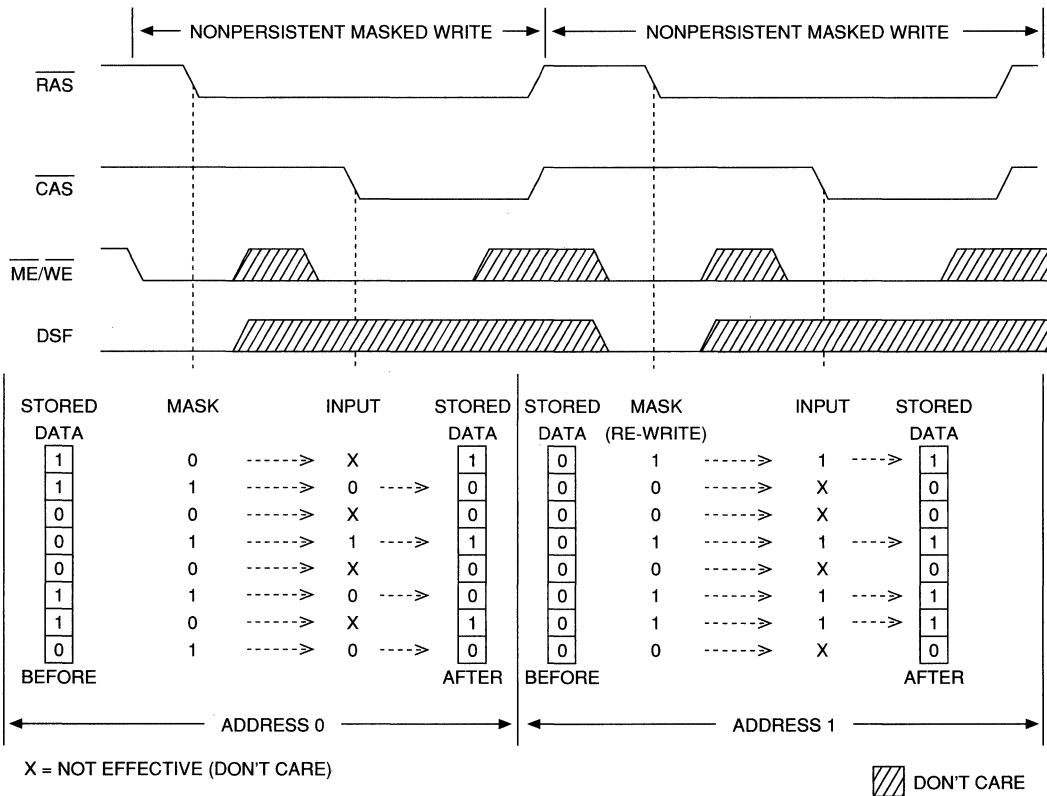 NONPERSISTENT MASKED WRITE NONPERSISTENT MASKED WRITE
RAS
CAS
ME/WE
DSF
STORED MASK INPUT STORED STORED MASK INPUT STORED
DATA DATA DATA (RE-WRITE) DATA
1 0 X 1 0 1 1 1
1 1 0 0 0 0 X 0
0 0 X 0 0 0 X 0
0 1 1 1 0 1 1 1
0 0 X 0 0 0 X 0
1 1 0 0 0 1 1 1
1 0 X 1 0 1 1 1
0 1 0 0 0 0 X 0
BEFORE AFTER BEFORE AFTER
ADDRESS 0 ADDRESS 1
X = NOT EFFECTIVE (DON'T CARE)
DON'T CARE